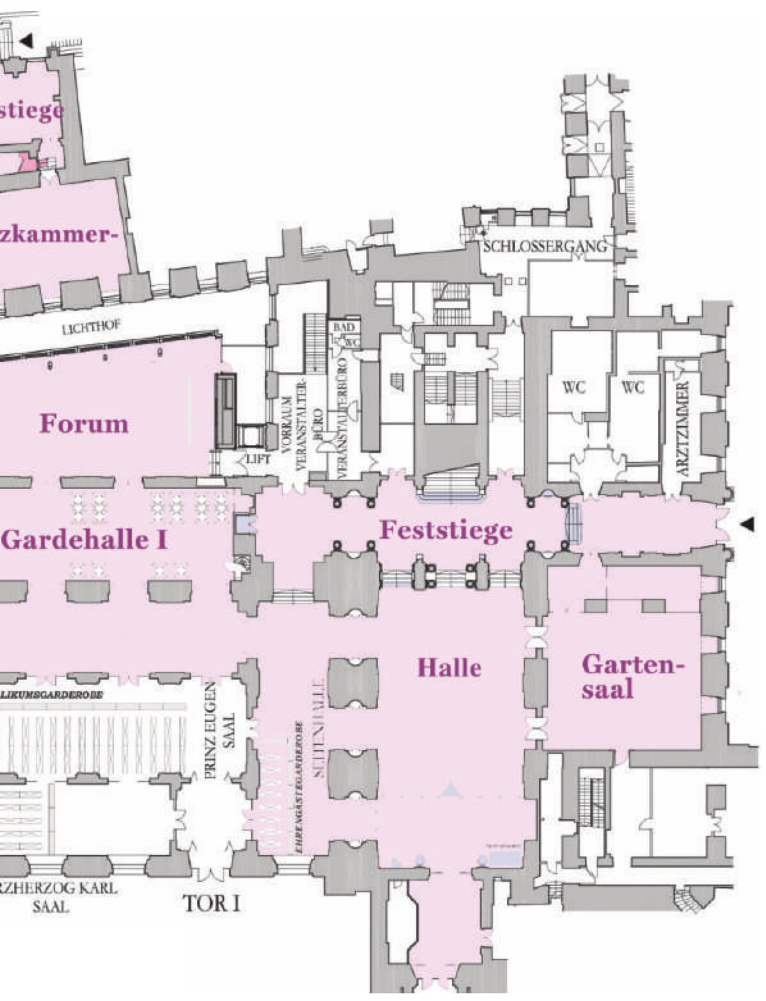 stiege
zkammer-
SCHLOSSERGANG
LICHTHOF
BAD
WC
VORRAUM
VERANSTALTER-
BÜRO
VERANSTALTERBÜRO
WC
WC
ARZTZIMMER
Forum
LIFT
Gardehalle I
Feststiege
Halle
Garten-
saal
LIKUMSGARDEROBE
PRINZ EUGEN
SAAL
SEITENHALLE
EHRENGÄSTEGARDEROBE
RZHERZOG KARL
SAAL
TOR I